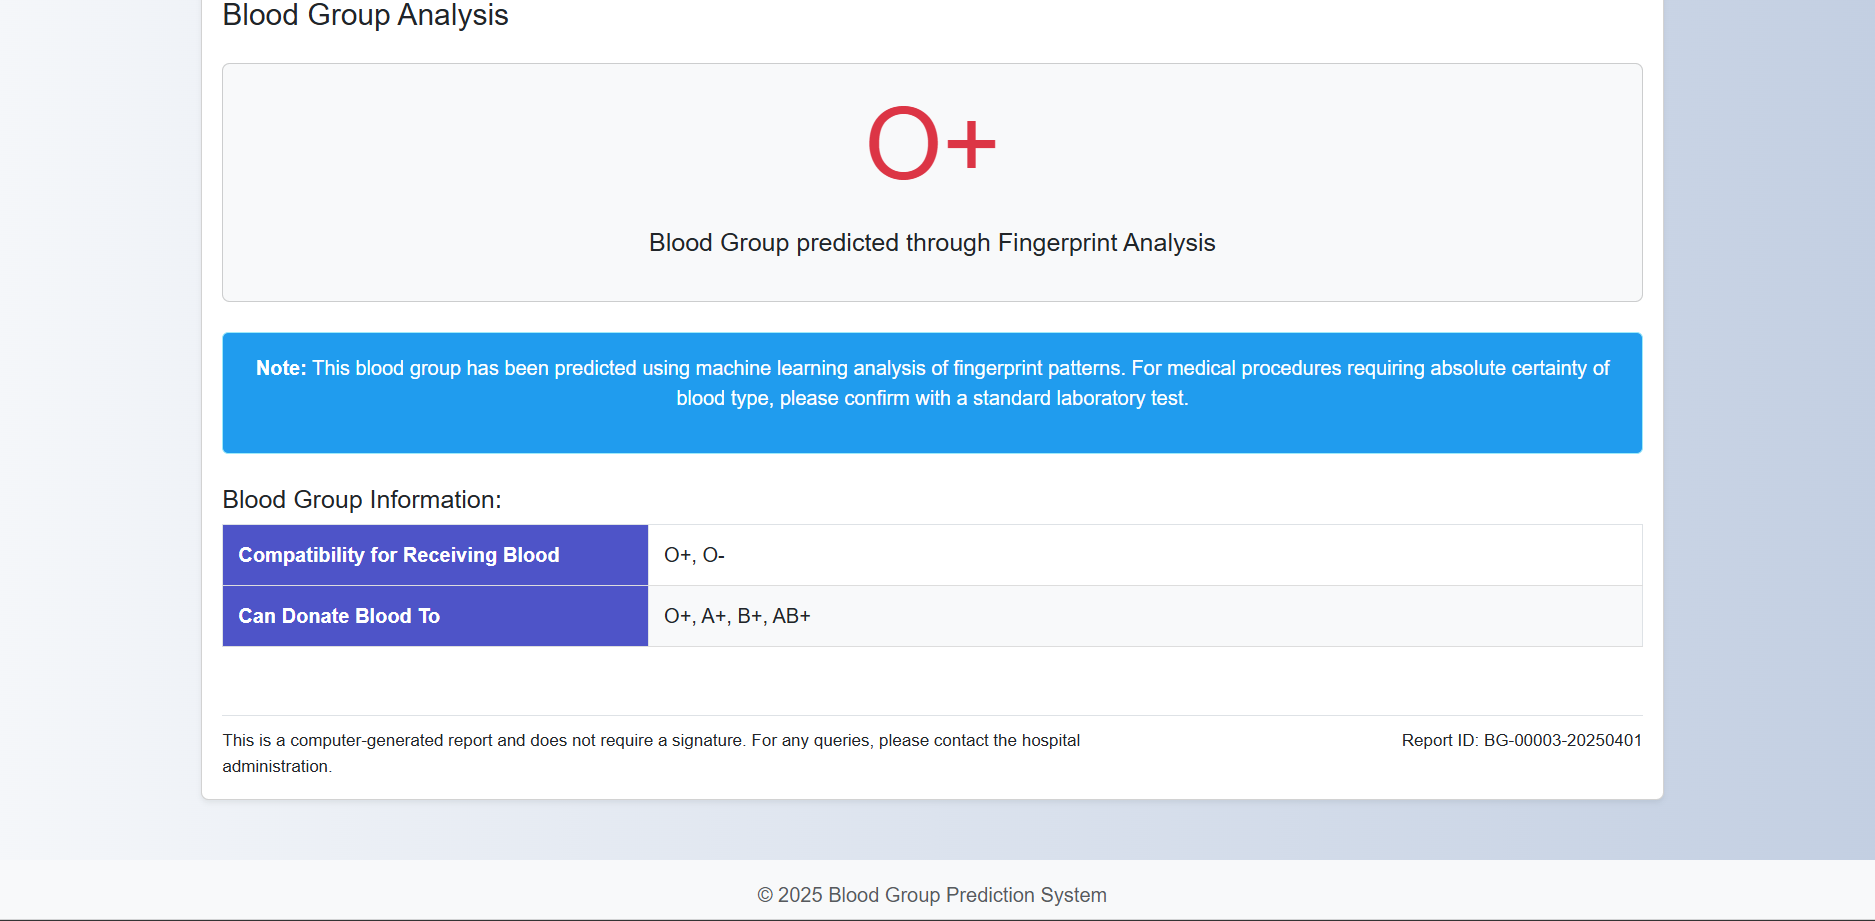 Blood Group Analysis
O+
Blood Group predicted through Fingerprint Analysis
Note: This blood group has been predicted using machine learning analysis of fingerprint patterns. For medical procedures requiring absolute certainty of
blood type, please confirm with a standard laboratory test.
Blood Group Information:
Compatibility for Receiving Blood O+, O-
Can Donate Blood To O+, A+, B+, AB+
This is a computer-generated report and does not require a signature. For any queries, please contact the hospital
administration.
Report ID: BG-00003-20250401
© 2025 Blood Group Prediction System